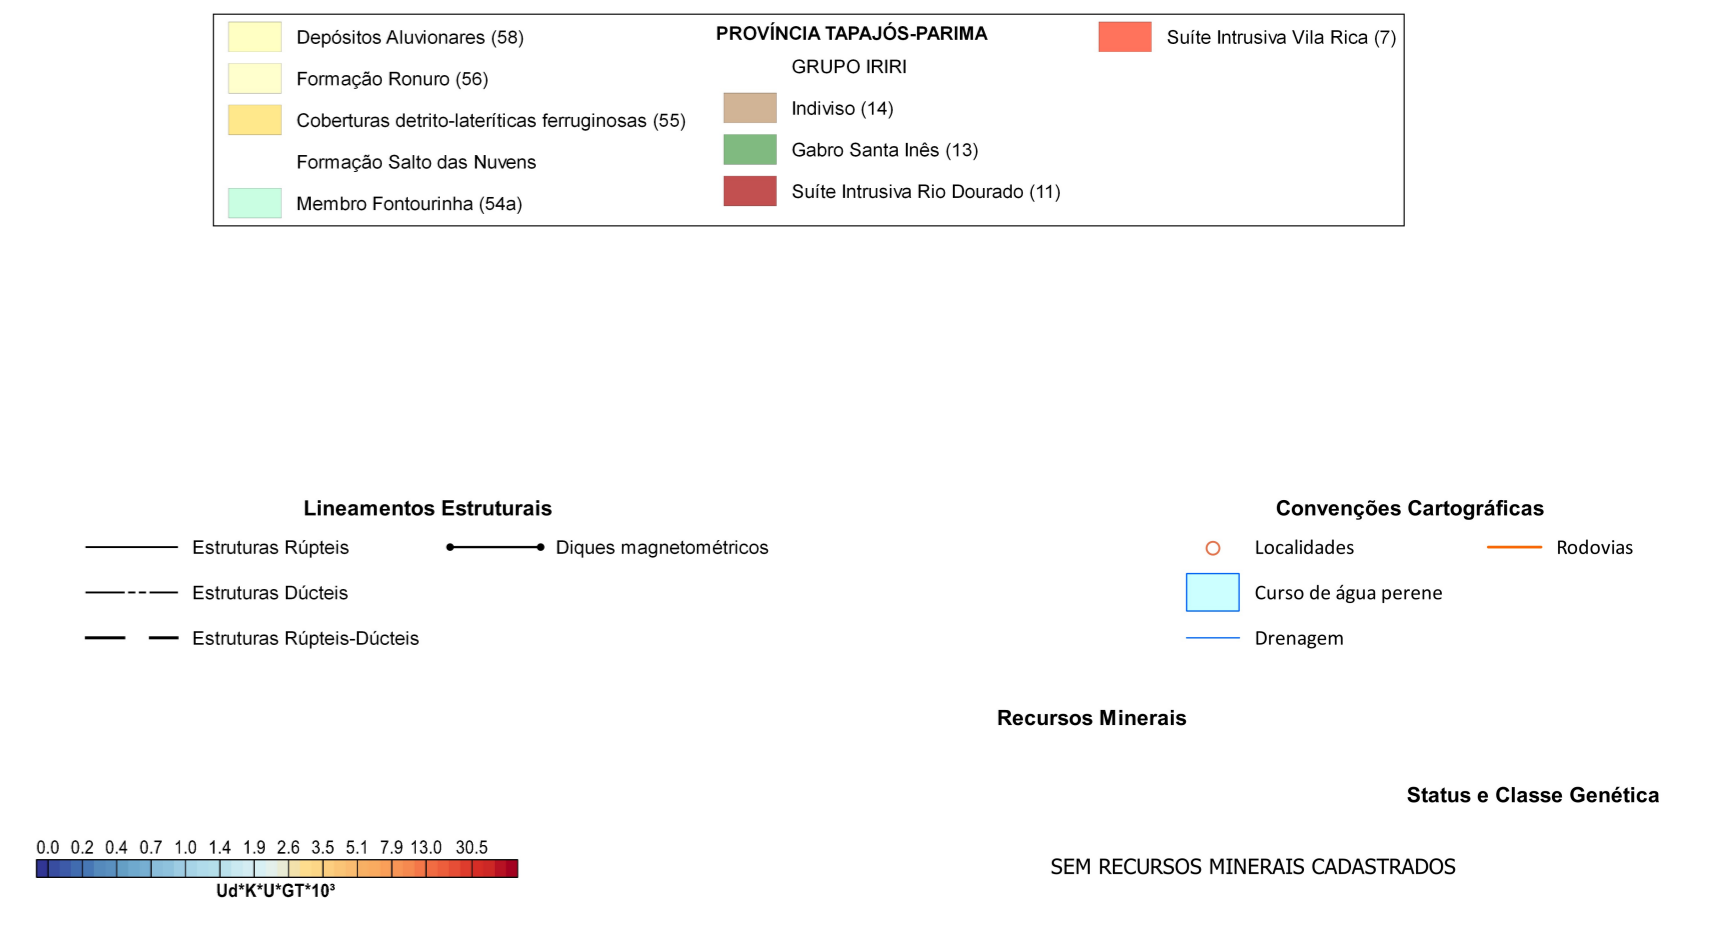 Depósitos Aluvionares (58)
Formação Ronuro (56)
Coberturas detrito-lateríticas ferruginosas (55)
Formação Salto das Nuvens
Membro Fontourinha (54a)
PROVÍNCIA TAPAJÓS-PARIMA
GRUPO IRIRI
Indiviso (14)
Gabro Santa Inês (13)
Suíte Intrusiva Rio Dourado (11)
Suíte Intrusiva Vila Rica (7)
Lineamentos Estruturais
Estruturas Rúpteis
Estruturas Dúcteis
Estruturas Rúpteis-Dúcteis
Diques magnetométricos
Convenções Cartográficas
Localidades
Curso de água perene
Drenagem
Rodovias
Recursos Minerais
Status e Classe Genética
SEM RECURSOS MINERAIS CADASTRADOS
0.0 0.2 0.4 0.7 1.0 1.4 1.9 2.6 3.5 5.1 7.9 13.0 30.5
Ud*K*U*GT*10³